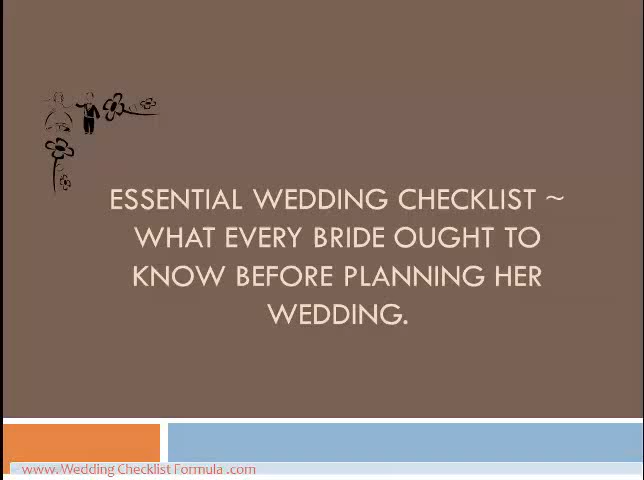 ESSENTIAL WEDDING CHECKLIST ~
WHAT EVERY BRIDE OUGHT TO
KNOW BEFORE PLANNING HER
WEDDING.
www.Wedding Checklist Formula .com